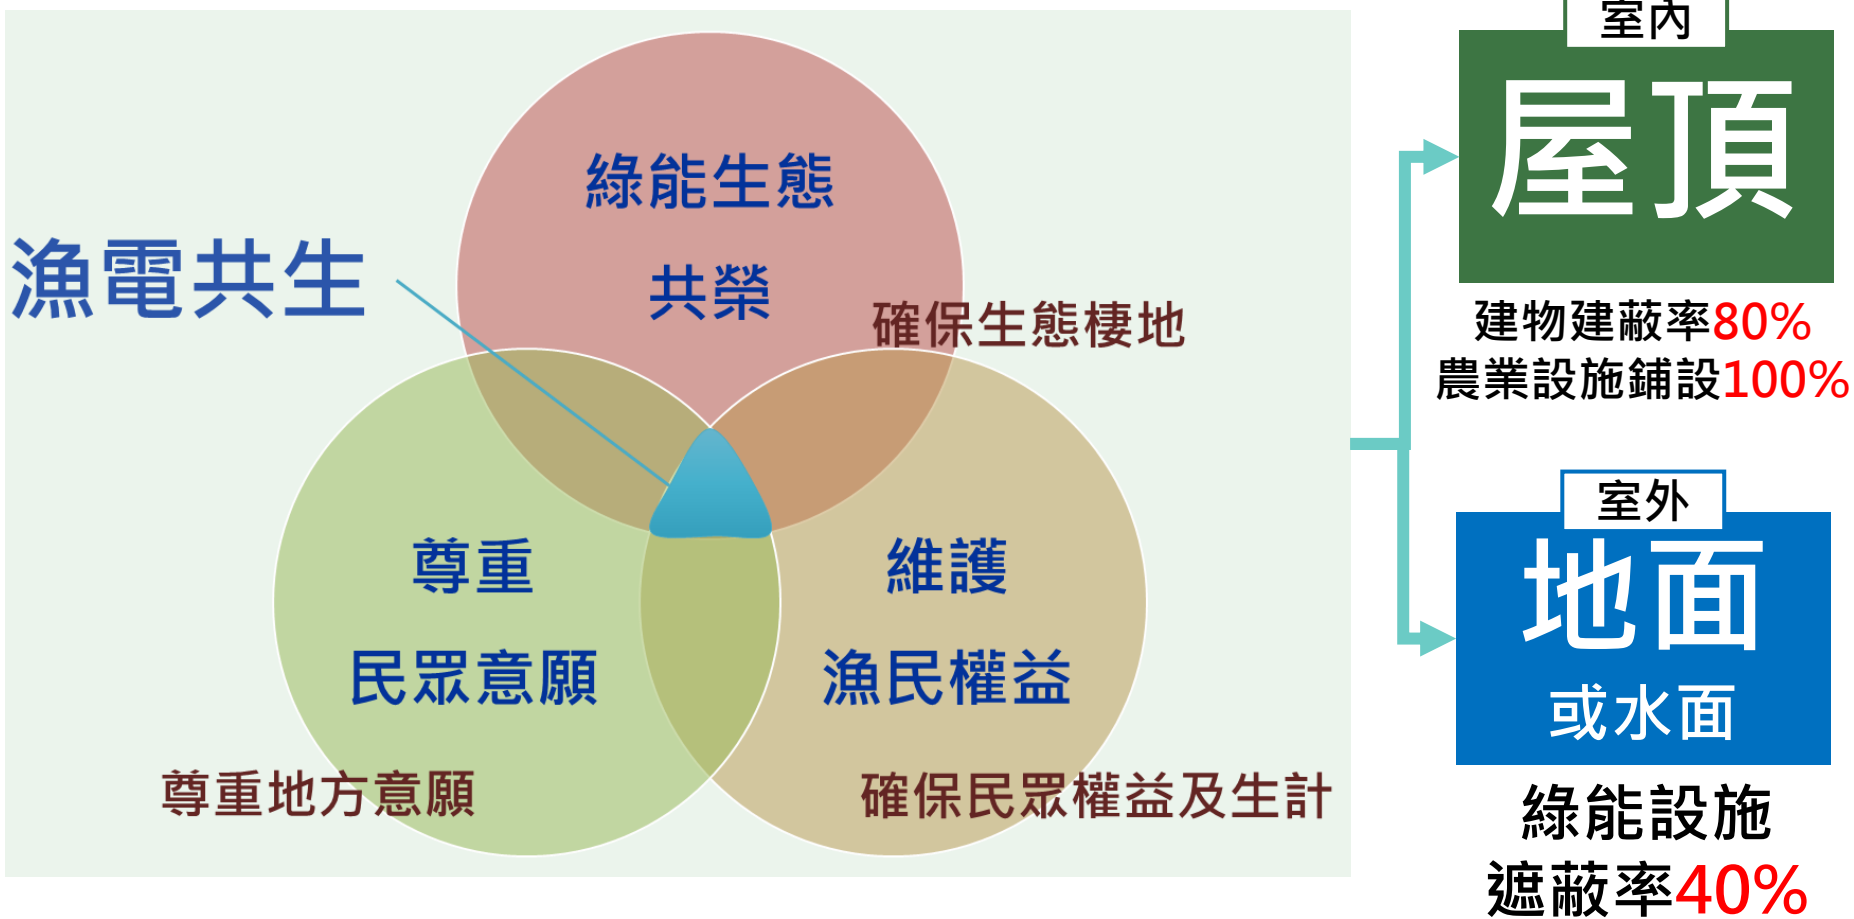 漁電共生
綠能生態
共榮
確保生態棲地
尊重
民眾意願
維護
漁民權益
尊重地方意願
確保民眾權益及生計
室內
屋頂
建物建蔽率80%
農業設施鋪設100%
室外
地面
或水面
綠能設施
遮蔽率40%